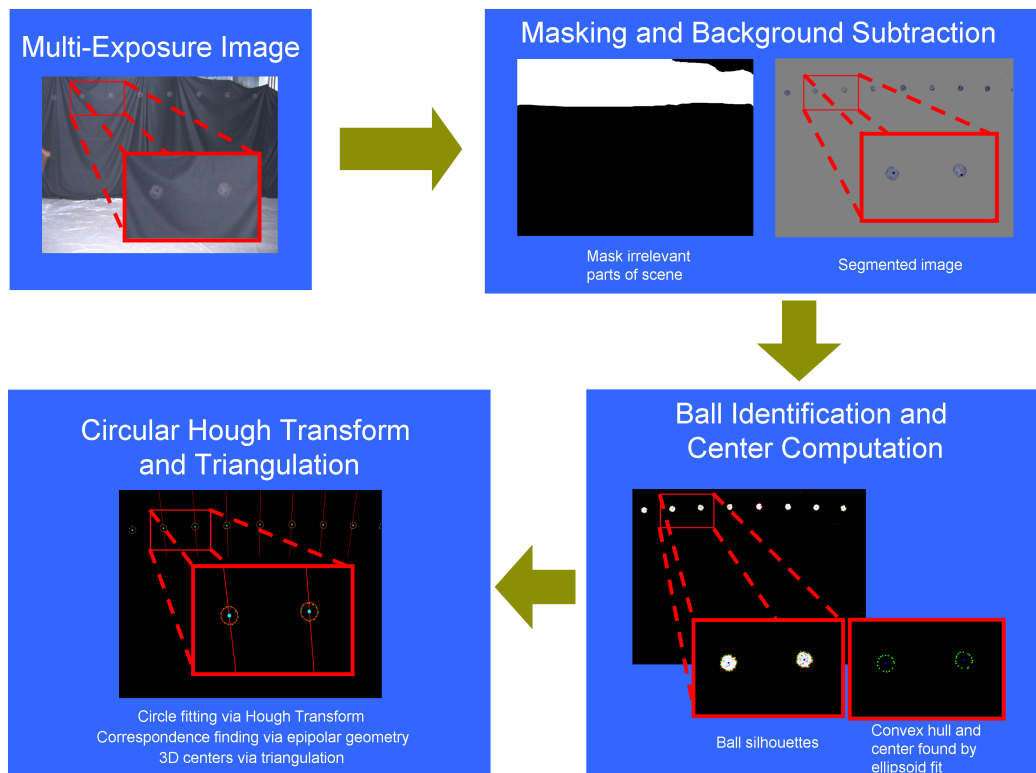 Multi-Exposure Image
Masking and Background Subtraction
Mask irrelevant
parts of scene
Segmented image
Ball Identification and
Center Computation
Ball silhouettes
Convex hull and
center found by
ellipsoid fit
Circular Hough Transform
and Triangulation
Circle fitting via Hough Transform
Correspondence finding via epipolar geometry
3D centers via triangulation